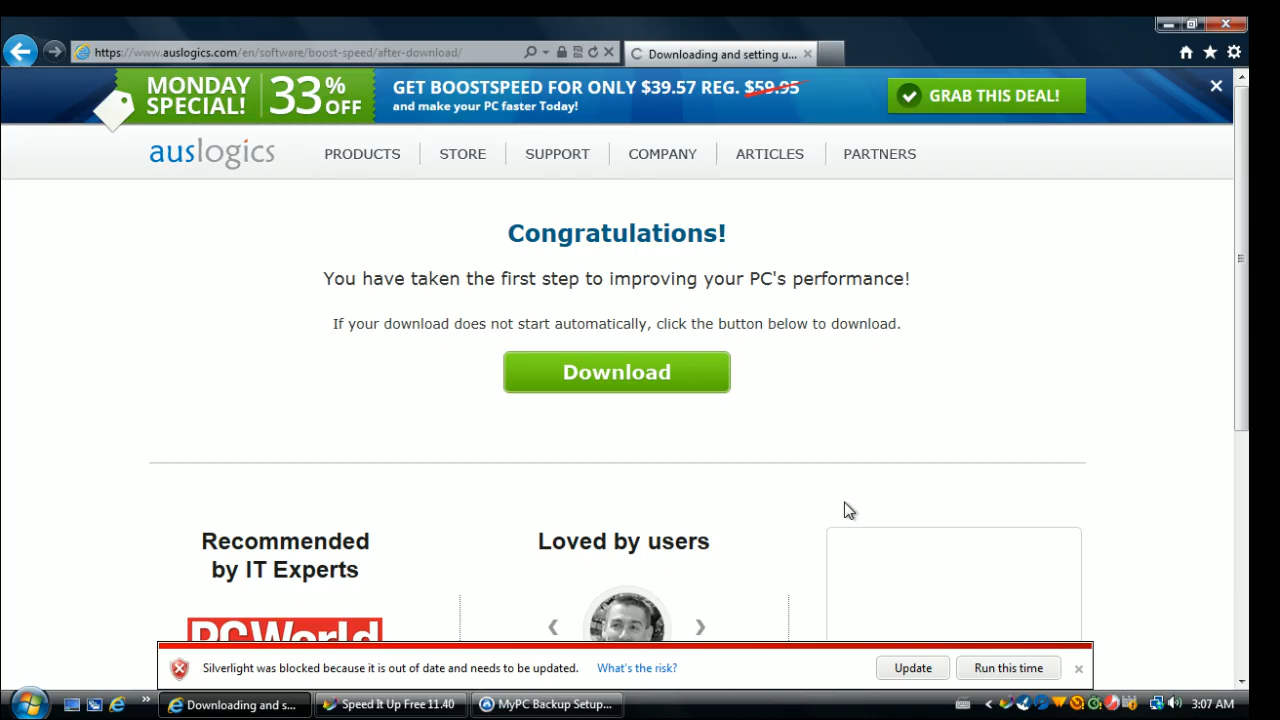 https://www.auslogics.com/en/software/boost-speed/after-download/
Downloading and setting u...
MONDAY SPECIAL!
33% OFF
GET BOOSTSPEED FOR ONLY $39.57 REG. $59.95
and make your PC faster Today!
GRAB THIS DEAL!
auslogics
PRODUCTS
STORE
SUPPORT
COMPANY
ARTICLES
PARTNERS
Congratulations!
You have taken the first step to improving your PC's performance!
If your download does not start automatically, click the button below to download.
Download
Recommended
by IT Experts
Loved by users
PCWorld
Silverlight was blocked because it is out of date and needs to be updated.
What's the risk?
Update
Run this time
Downloading and s...
Speed It Up Free 11.40
MyPC Backup Setup...
3:07 AM